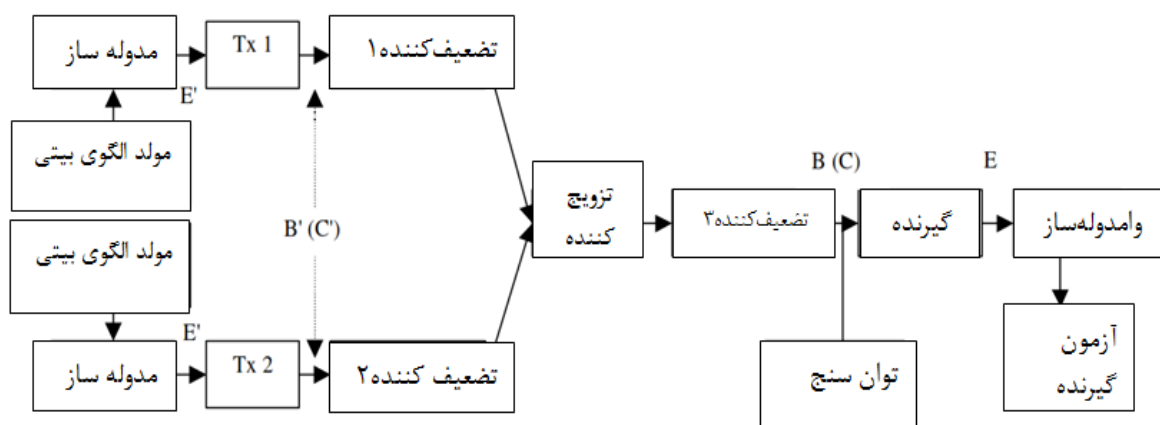 مدوله ساز
Tx 1
تضعیف‌کننده۱
E'
مولد الگوی بیتی
B' (C')
تزویج
کننده
تضعیف‌کننده۳
B (C)
گیرنده
E
وامدوله‌ساز
مولد الگوی بیتی
E'
مدوله ساز
Tx 2
تضعیف کننده۲
توان سنج
آزمون
گیرنده